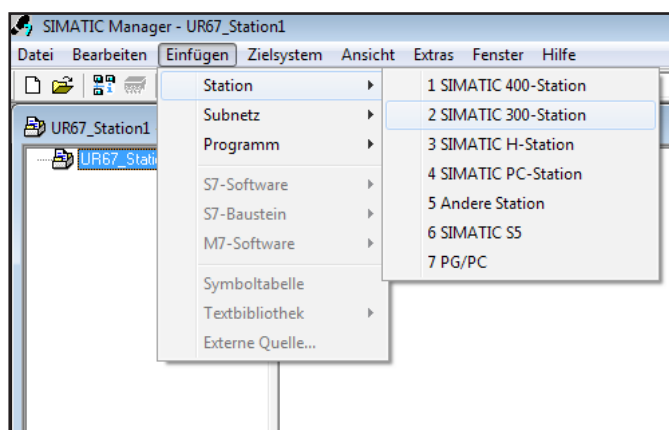 SIMATIC Manager - UR67_Station1
Datei Bearbeiten Einfügen Zielsystem Ansicht Extras Fenster Hilfe
UR67_Station1
UR67_Stati
Station
Subnetz
Programm
S7-Software
S7-Baustein
M7-Software
Symboltabelle
Textbibliothek
Externe Quelle...
1 SIMATIC 400-Station
2 SIMATIC 300-Station
3 SIMATIC H-Station
4 SIMATIC PC-Station
5 Andere Station
6 SIMATIC S5
7 PG/PC